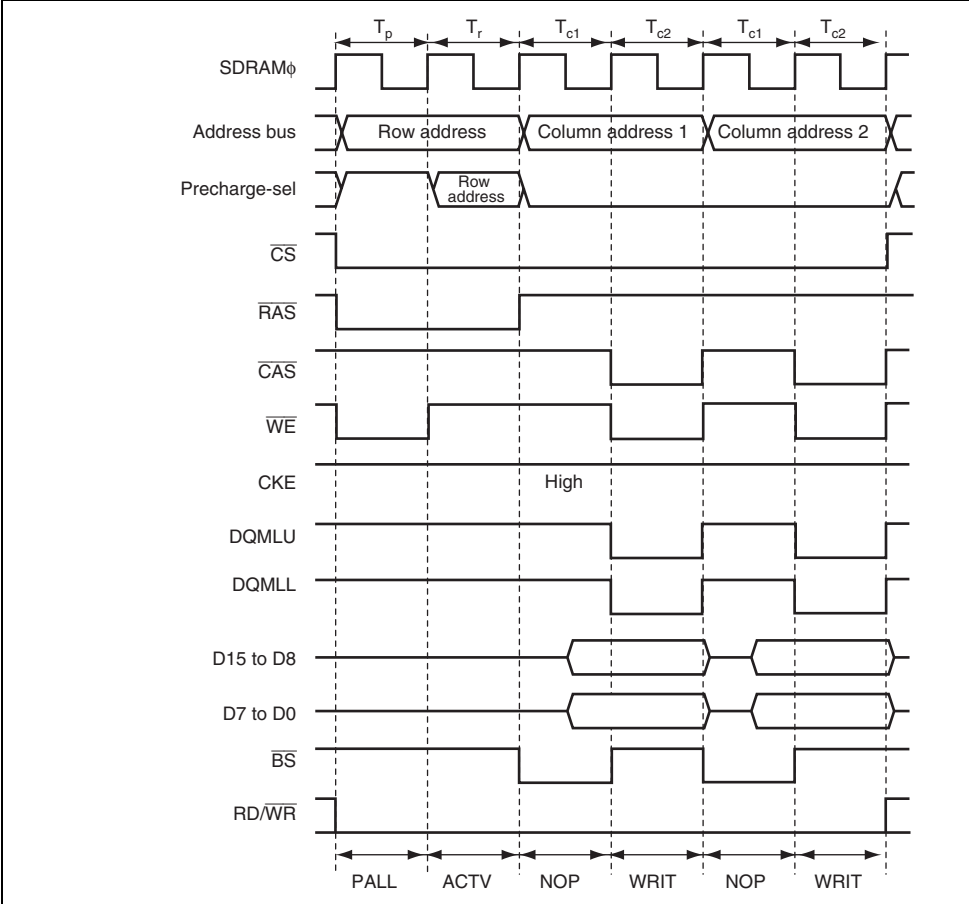 Tp Tr Tc1 Tc2 Tc1 Tc2
SDRAMϕ
Address bus Row address Column address 1 Column address 2
Precharge-sel Row address
CS
RAS
CAS
WE
CKE High
DQMLU
DQMLL
D15 to D8
D7 to D0
BS
RD/WR
PALL ACTV NOP WRIT NOP WRIT